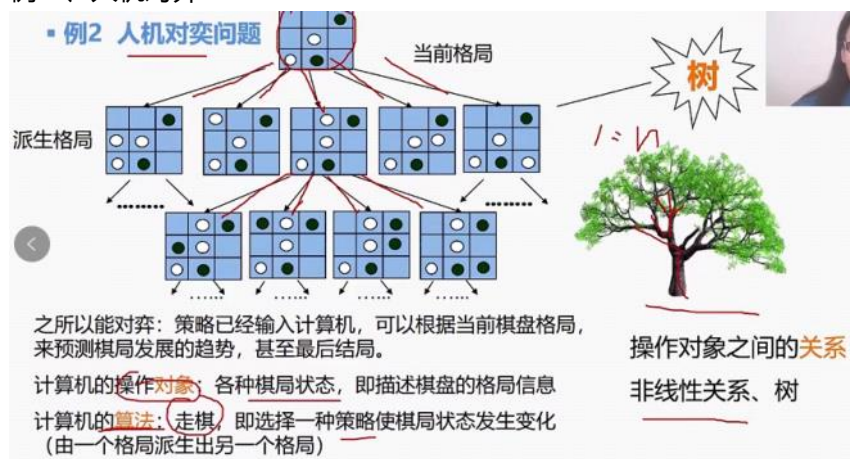 ▪ 例2 人机对弈问题
当前格局
树
派生格局
1:n
………
………
……
……
……
……
之所以能对弈：策略已经输入计算机，可以根据当前棋盘格局，
来预测棋局发展的趋势，甚至最后结局。
操作对象之间的关系
计算机的操作对象：各种棋局状态，即描述棋盘的格局信息
非线性关系、树
计算机的算法：走棋，即选择一种策略使棋局状态发生变化
（由一个格局派生出另一个格局）